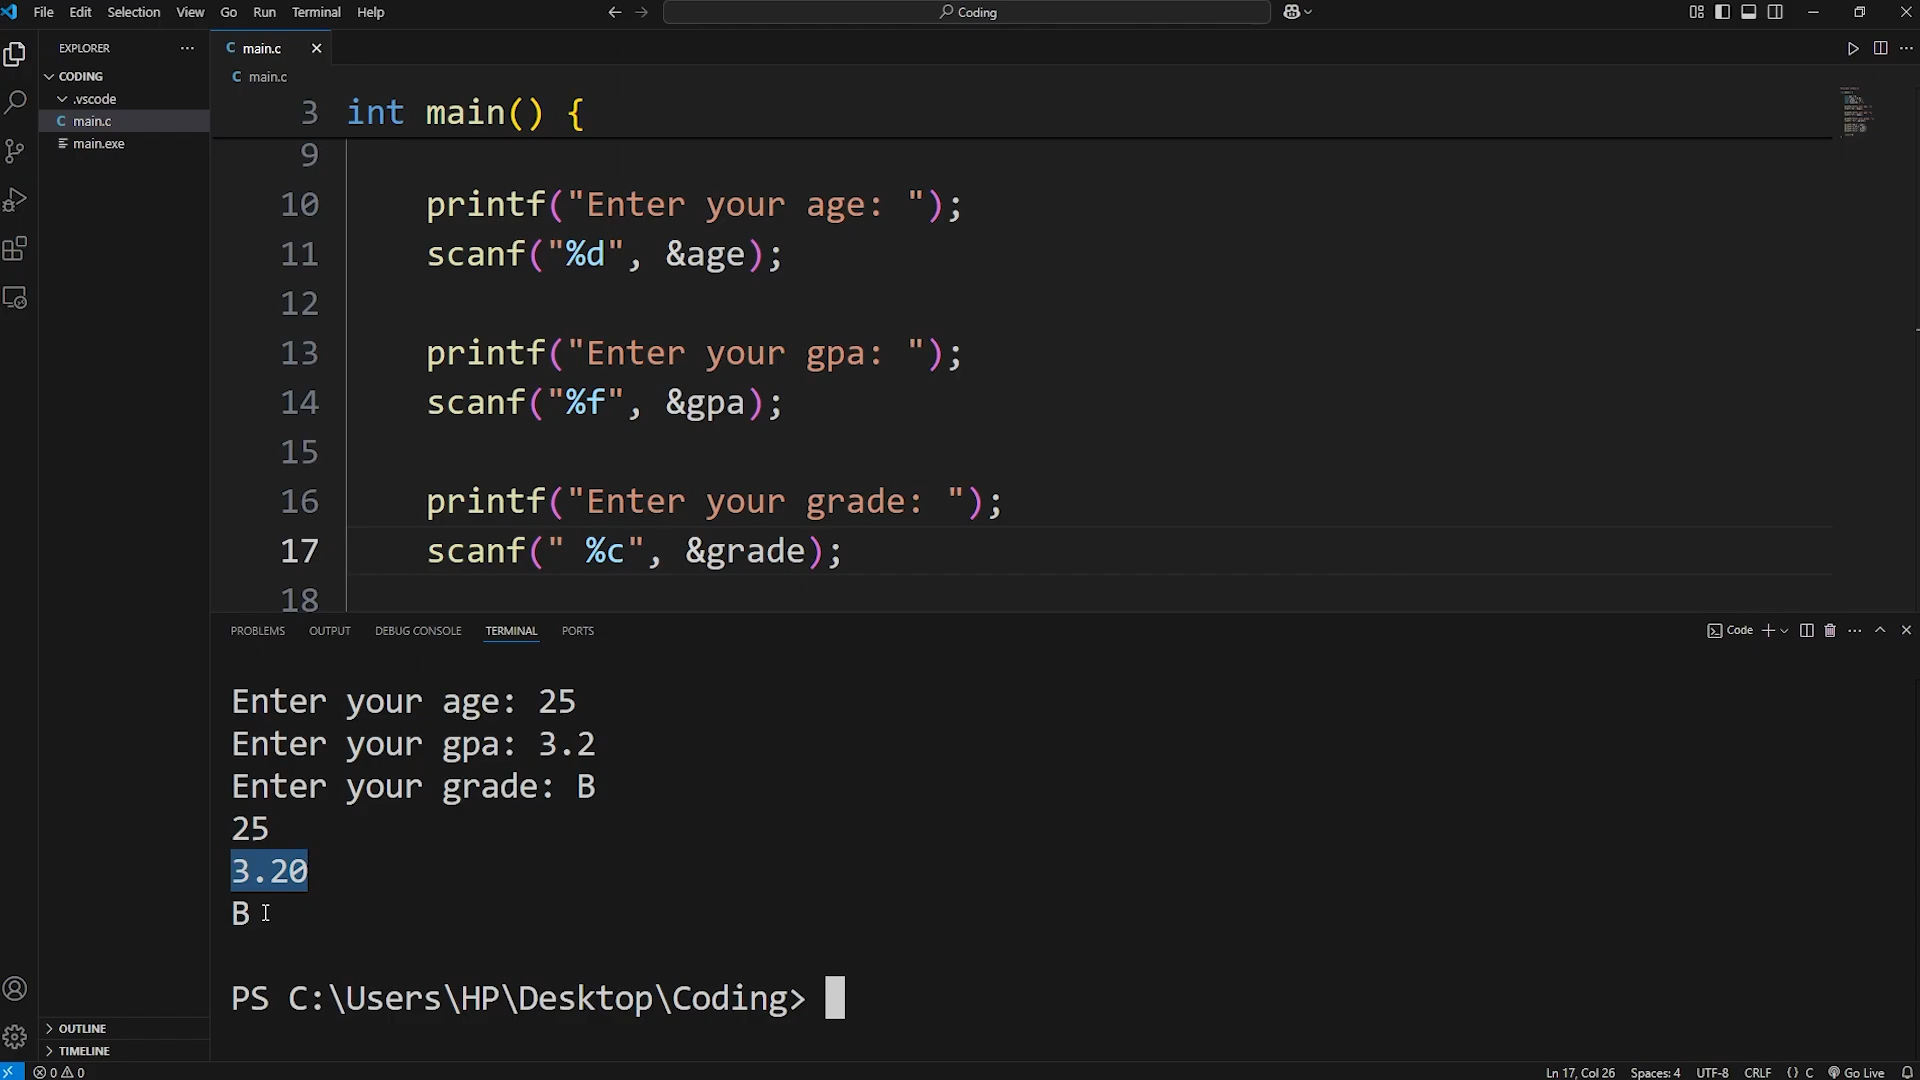 File Edit Selection View Go Run Terminal Help
Coding
EXPLORER
CODING
.vscode
C main.c
main.exe
OUTLINE
TIMELINE
C main.c
C main.c
3 int main() {
9
10 printf("Enter your age: ");
11 scanf("%d", &age);
12
13 printf("Enter your gpa: ");
14 scanf("%f", &gpa);
15
16 printf("Enter your grade: ");
17 scanf(" %c", &grade);
18
PROBLEMS OUTPUT DEBUG CONSOLE TERMINAL PORTS
Code
Enter your age: 25
Enter your gpa: 3.2
Enter your grade: B
25
3.20
B
PS C:\Users\HP\Desktop\Coding>
0 0 Ln 17, Col 26 Spaces: 4 UTF-8 CRLF {} C Go Live